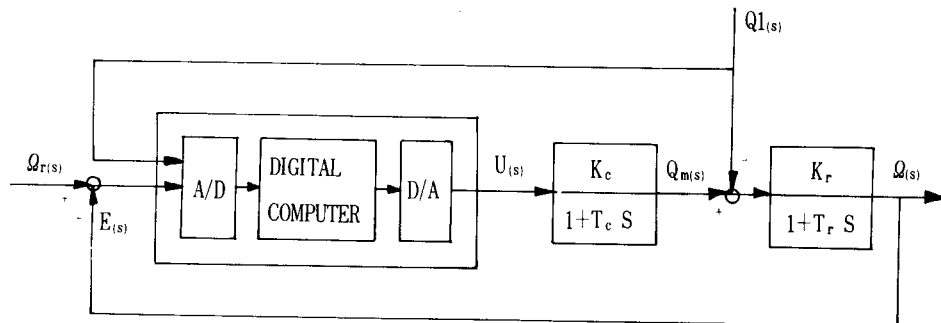 Q1(s)
Ωr(s)
+
-
E(s)
A/D
DIGITAL
COMPUTER
D/A
U(s)
Kc
1+Tc S
Qm(s)
+
-
Kr
1+Tr S
Ω(s)